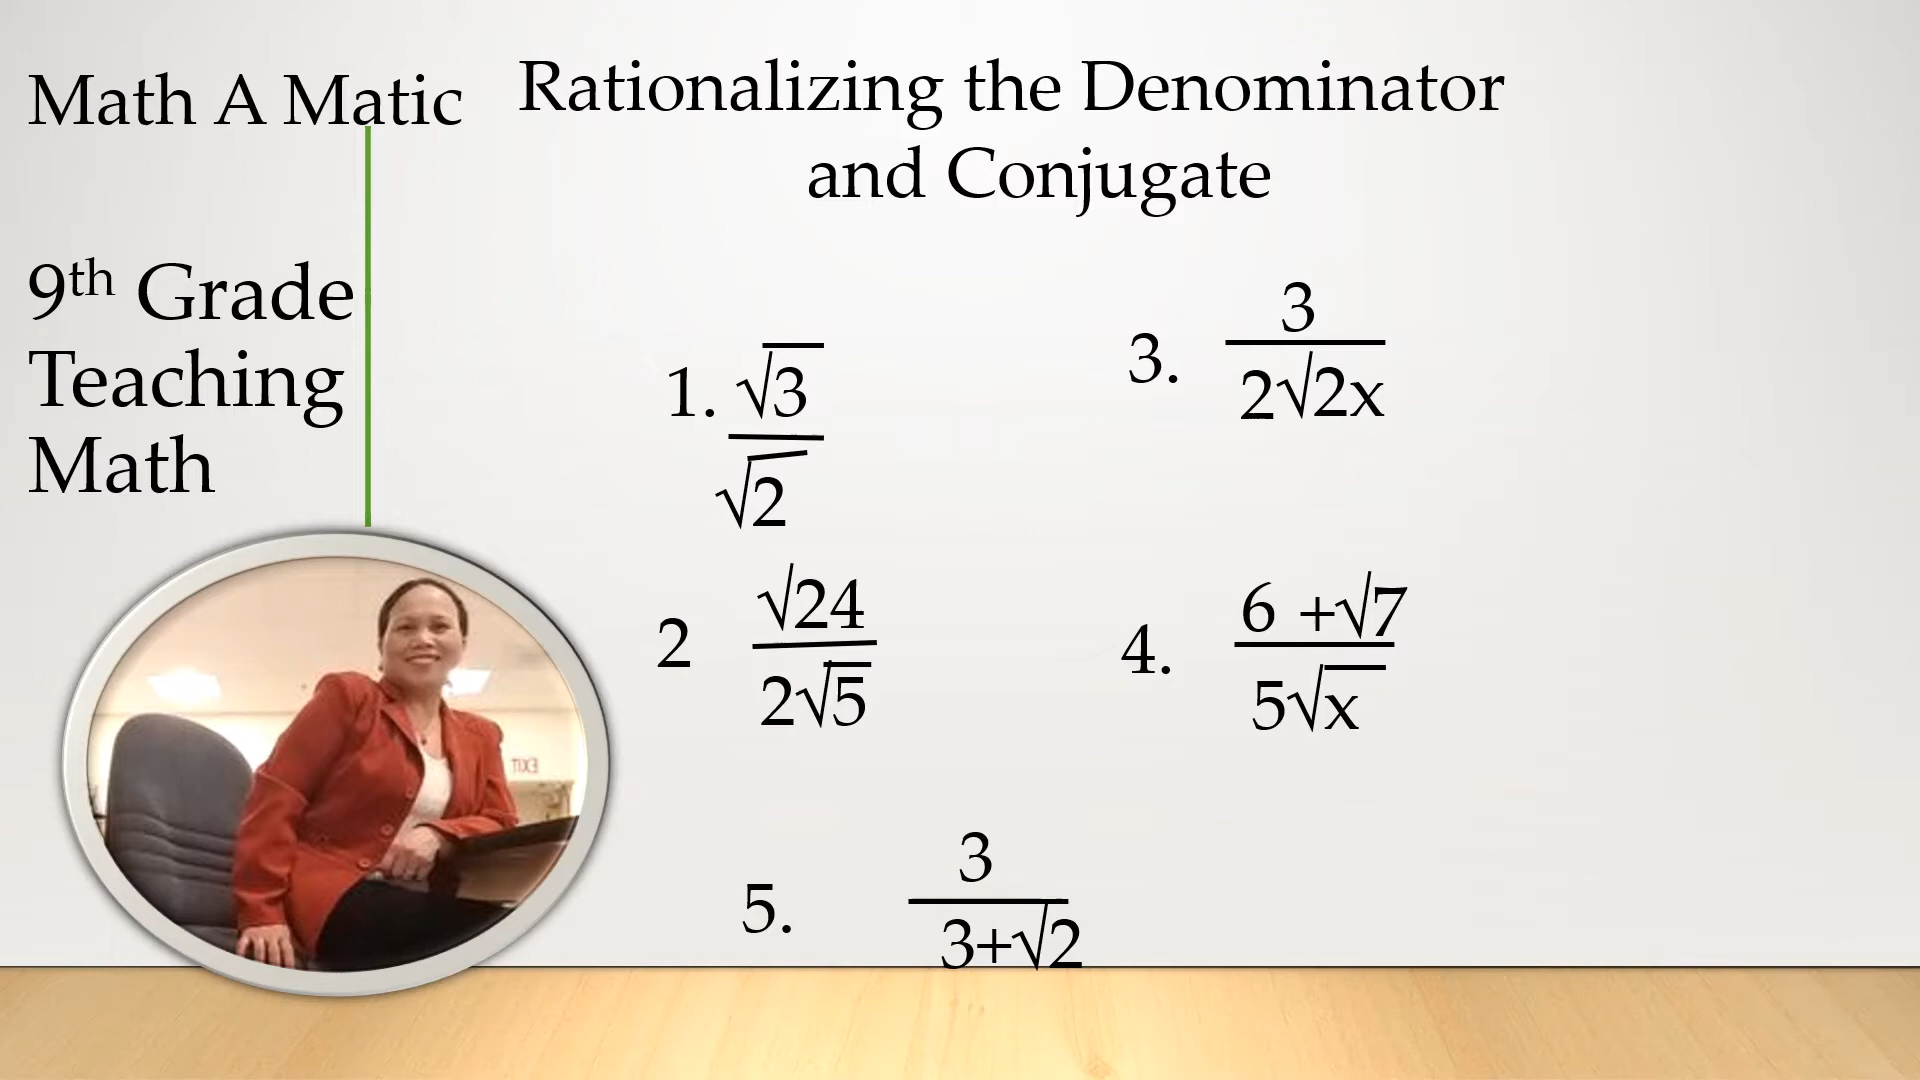 Math A Matic
Rationalizing the Denominator
and Conjugate
9th Grade
Teaching
Math
1. √3
√2
3. 3
2√2x
2 √24
2√5
4. 6 +√7
5√x
5. 3
3+√2
EXIT